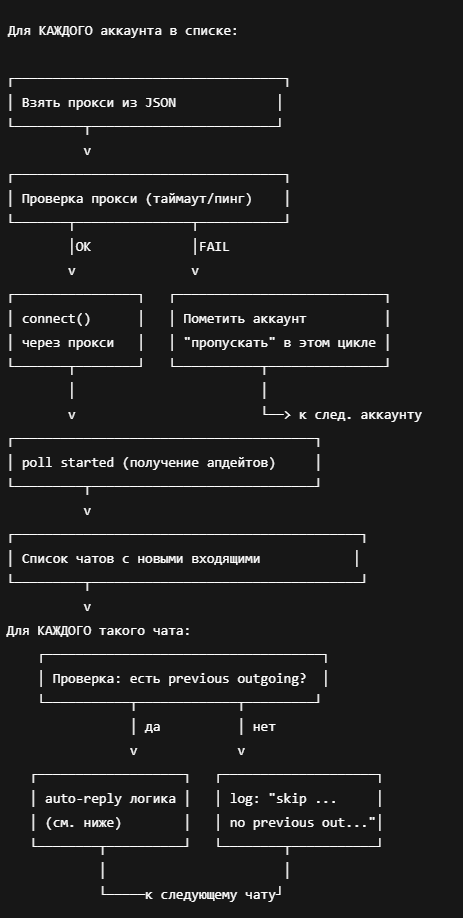 Для КАЖДОГО аккаунта в списке:
Взять прокси из JSON
v
Проверка прокси (таймаут/пинг)
OK FAIL
v v
connect() Пометить аккаунт
через прокси "пропускать" в этом цикле
v └──> к след. аккаунту
poll started (получение апдейтов)
v
Список чатов с новыми входящими
v
Для КАЖДОГО такого чата:
Проверка: есть previous outgoing?
да нет
v v
auto-reply логика log: "skip ...
(см. ниже) no previous out..."
к следующему чату